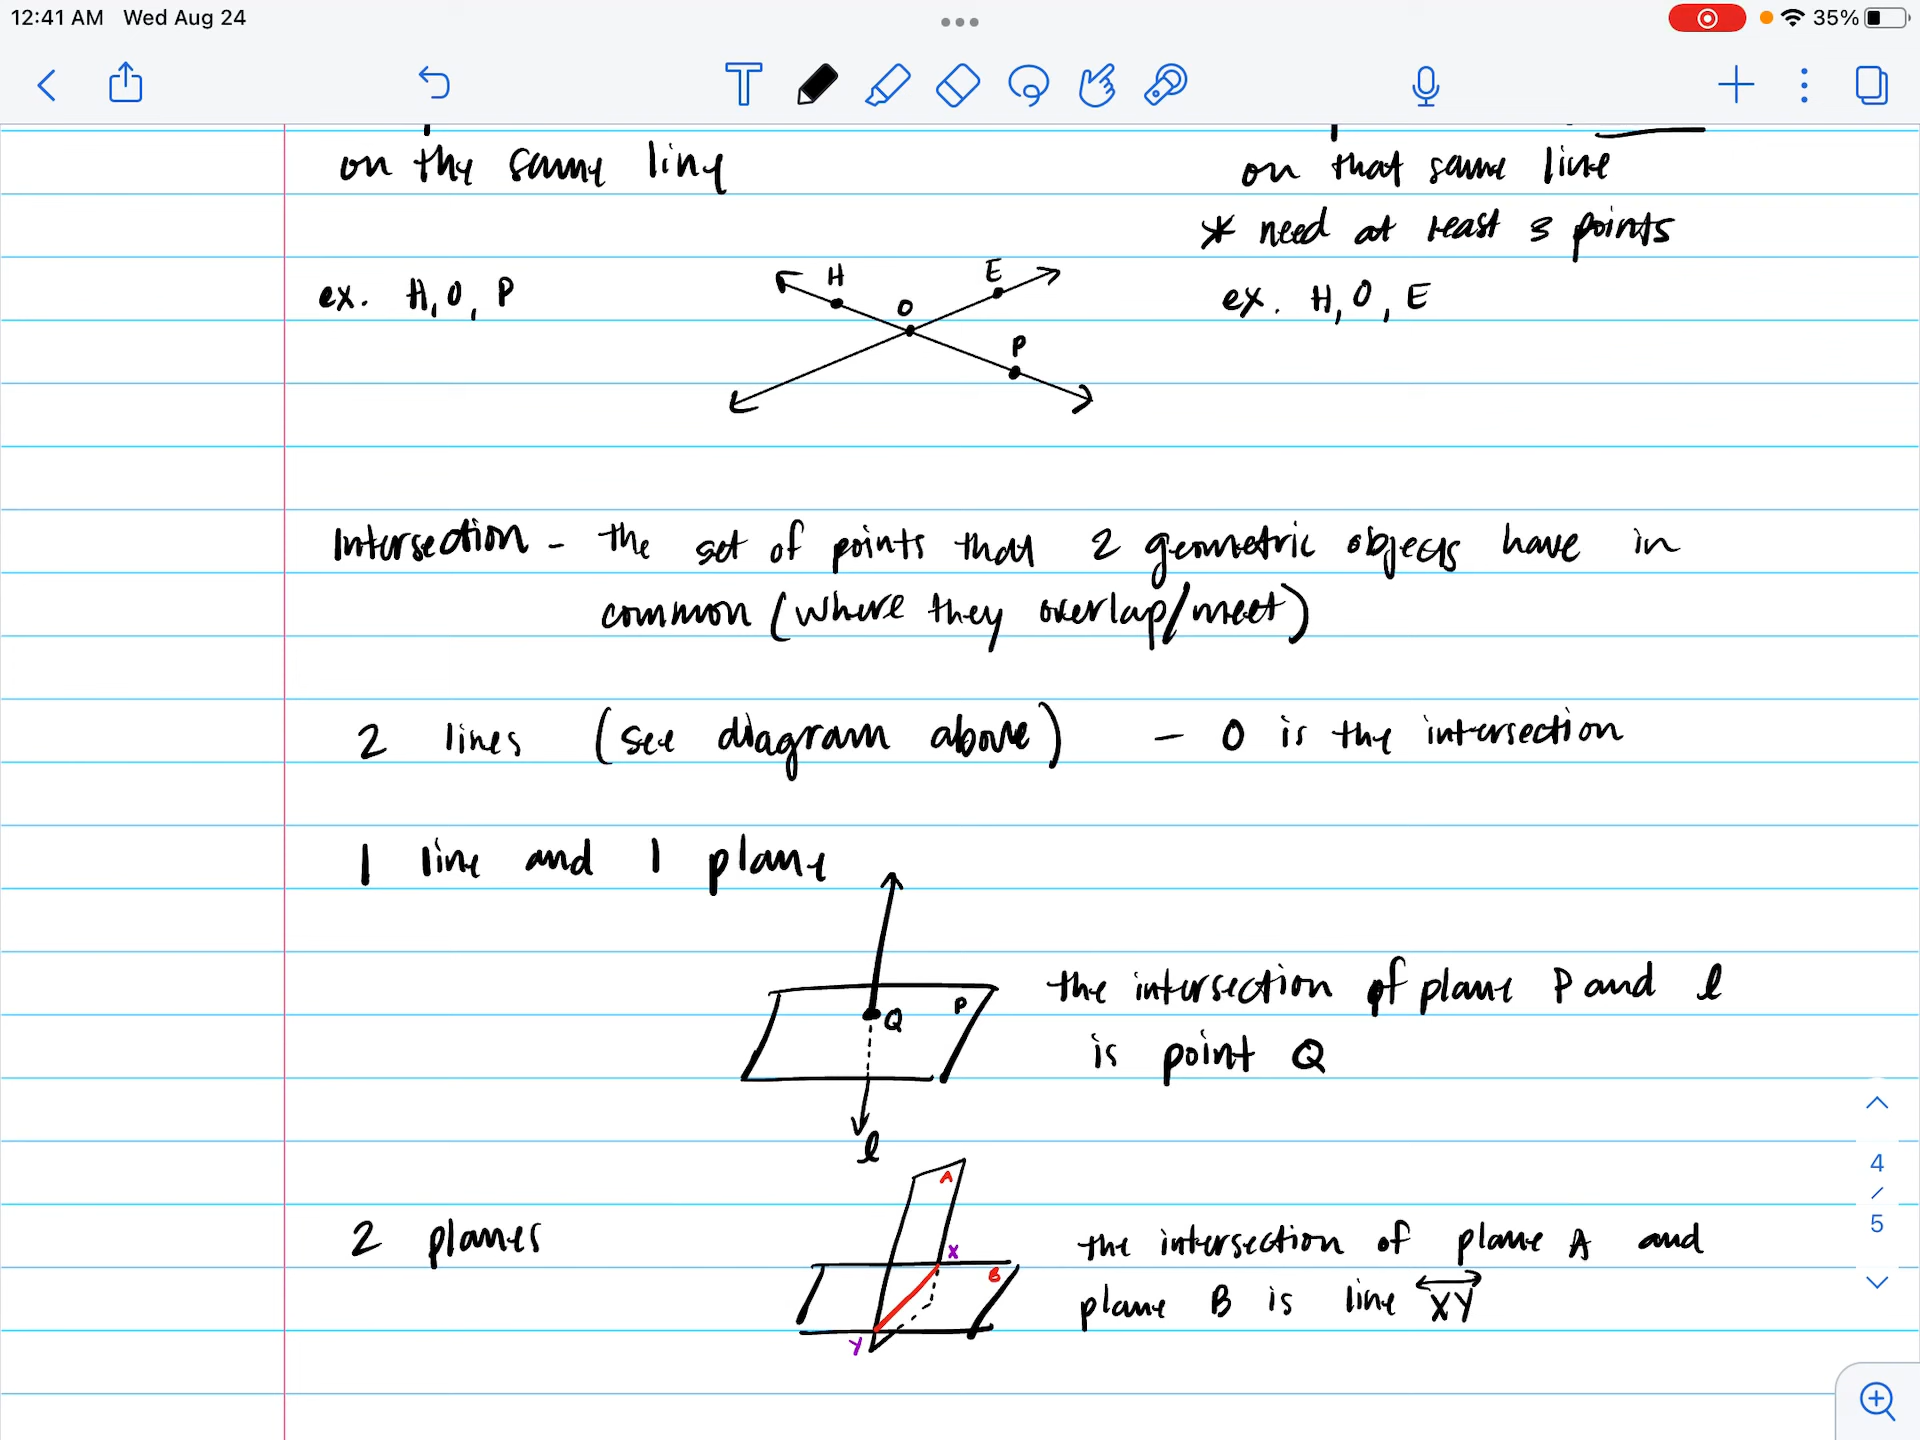 12:41 AM Wed Aug 24
35%
T
on the same line
on that same line
* need at least 3 points
ex. H, O, P
H
O
E
P
ex. H, O, E
Intersection - the set of points that 2 geometric objects have in
common (where they overlap/meet)
2 lines (see diagram above) - O is the intersection
1 line and 1 plane
Q
P
l
the intersection of plane P and l
is point Q
4
/
5
2 planes
A
X
B
Y
the intersection of plane A and
plane B is line XY